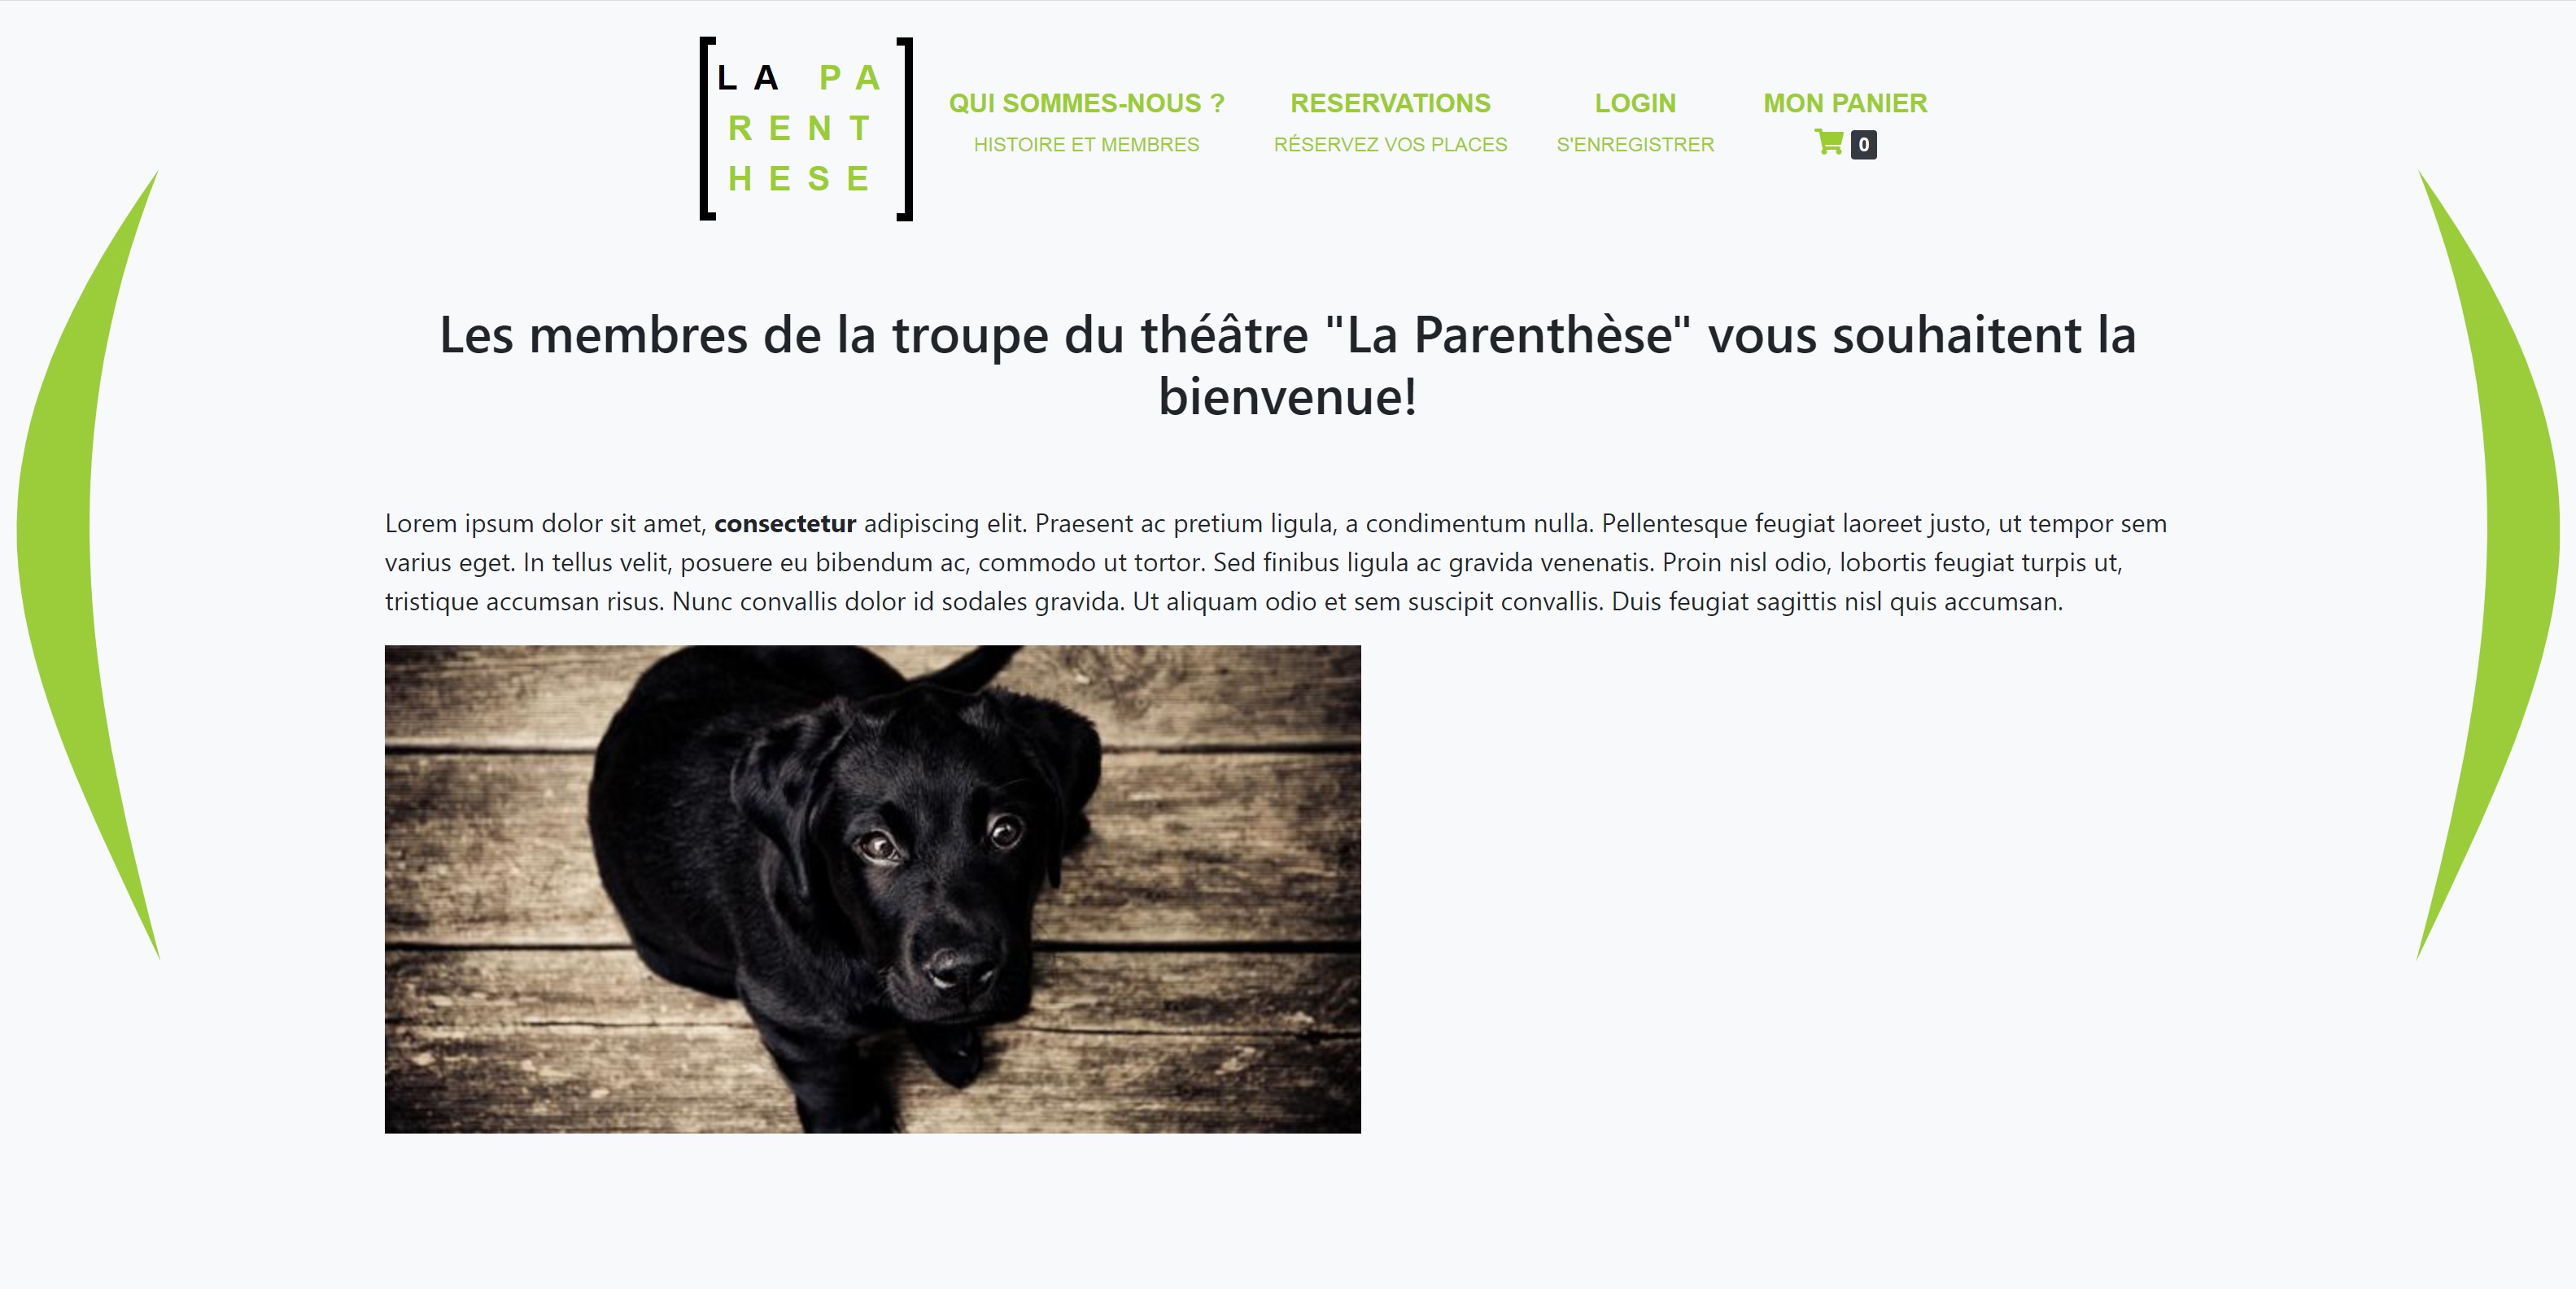 LA PA
RENT
HESE
QUI SOMMES-NOUS ?
HISTOIRE ET MEMBRES
RESERVATIONS
RÉSERVEZ VOS PLACES
LOGIN
S'ENREGISTRER
MON PANIER
0
Les membres de la troupe du théâtre "La Parenthèse" vous souhaitent la
bienvenue!
Lorem ipsum dolor sit amet, consectetur adipiscing elit. Praesent ac pretium ligula, a condimentum nulla. Pellentesque feugiat laoreet justo, ut tempor sem
varius eget. In tellus velit, posuere eu bibendum ac, commodo ut tortor. Sed finibus ligula ac gravida venenatis. Proin nisl odio, lobortis feugiat turpis ut,
tristique accumsan risus. Nunc convallis dolor id sodales gravida. Ut aliquam odio et sem suscipit convallis. Duis feugiat sagittis nisl quis accumsan.